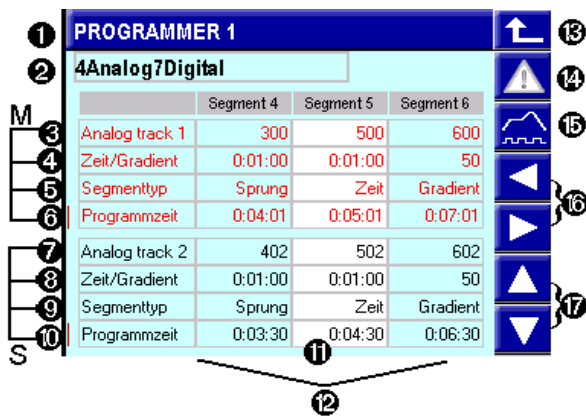 1 PROGRAMMER 1 13
2 4Analog7Digital 14
Segment 4 Segment 5 Segment 6 15
M
3 Analog track 1 300 500 600
4 Zeit/Gradient 0:01:00 0:01:00 50
5 Segmenttyp Sprung Zeit Gradient 16
6 Programmzeit 0:04:01 0:05:01 0:07:01
7 Analog track 2 402 502 602
8 Zeit/Gradient 0:01:00 0:01:00 50
9 Segmenttyp Sprung Zeit Gradient 17
10 Programmzeit 0:03:30 0:04:30 0:06:30
S 11
12